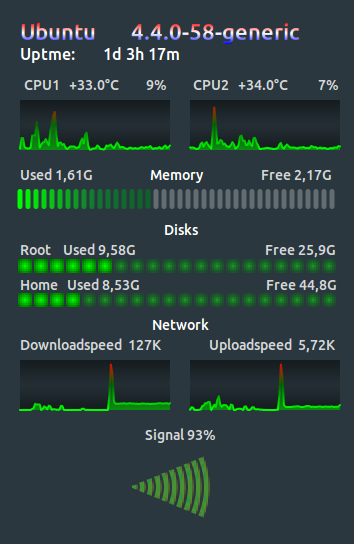 Ubuntu 4.4.0-58-generic
Uptme: 1d 3h 17m
CPU1 +33.0°C 9% CPU2 +34.0°C 7%
Used 1,61G Memory Free 2,17G
Disks
Root Used 9,58G Free 25,9G
Home Used 8,53G Free 44,8G
Network
Downloadspeed 127K Uploadspeed 5,72K
Signal 93%